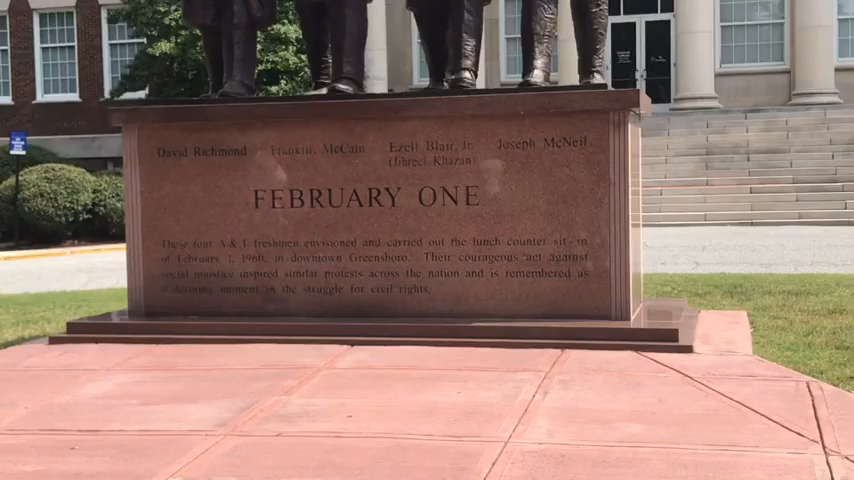 David Richmond Franklin McCain Ezell Blair, Jr. Joseph McNeil
(Jibreel Khazan)
FEBRUARY ONE
These four A&T freshmen envisioned and carried out the lunch counter sit-in
of February 1, 1960, in downtown Greensboro. Their courageous act against
social injustice inspired similar protests across the nation and is remembered as
a defining moment in the struggle for civil rights.